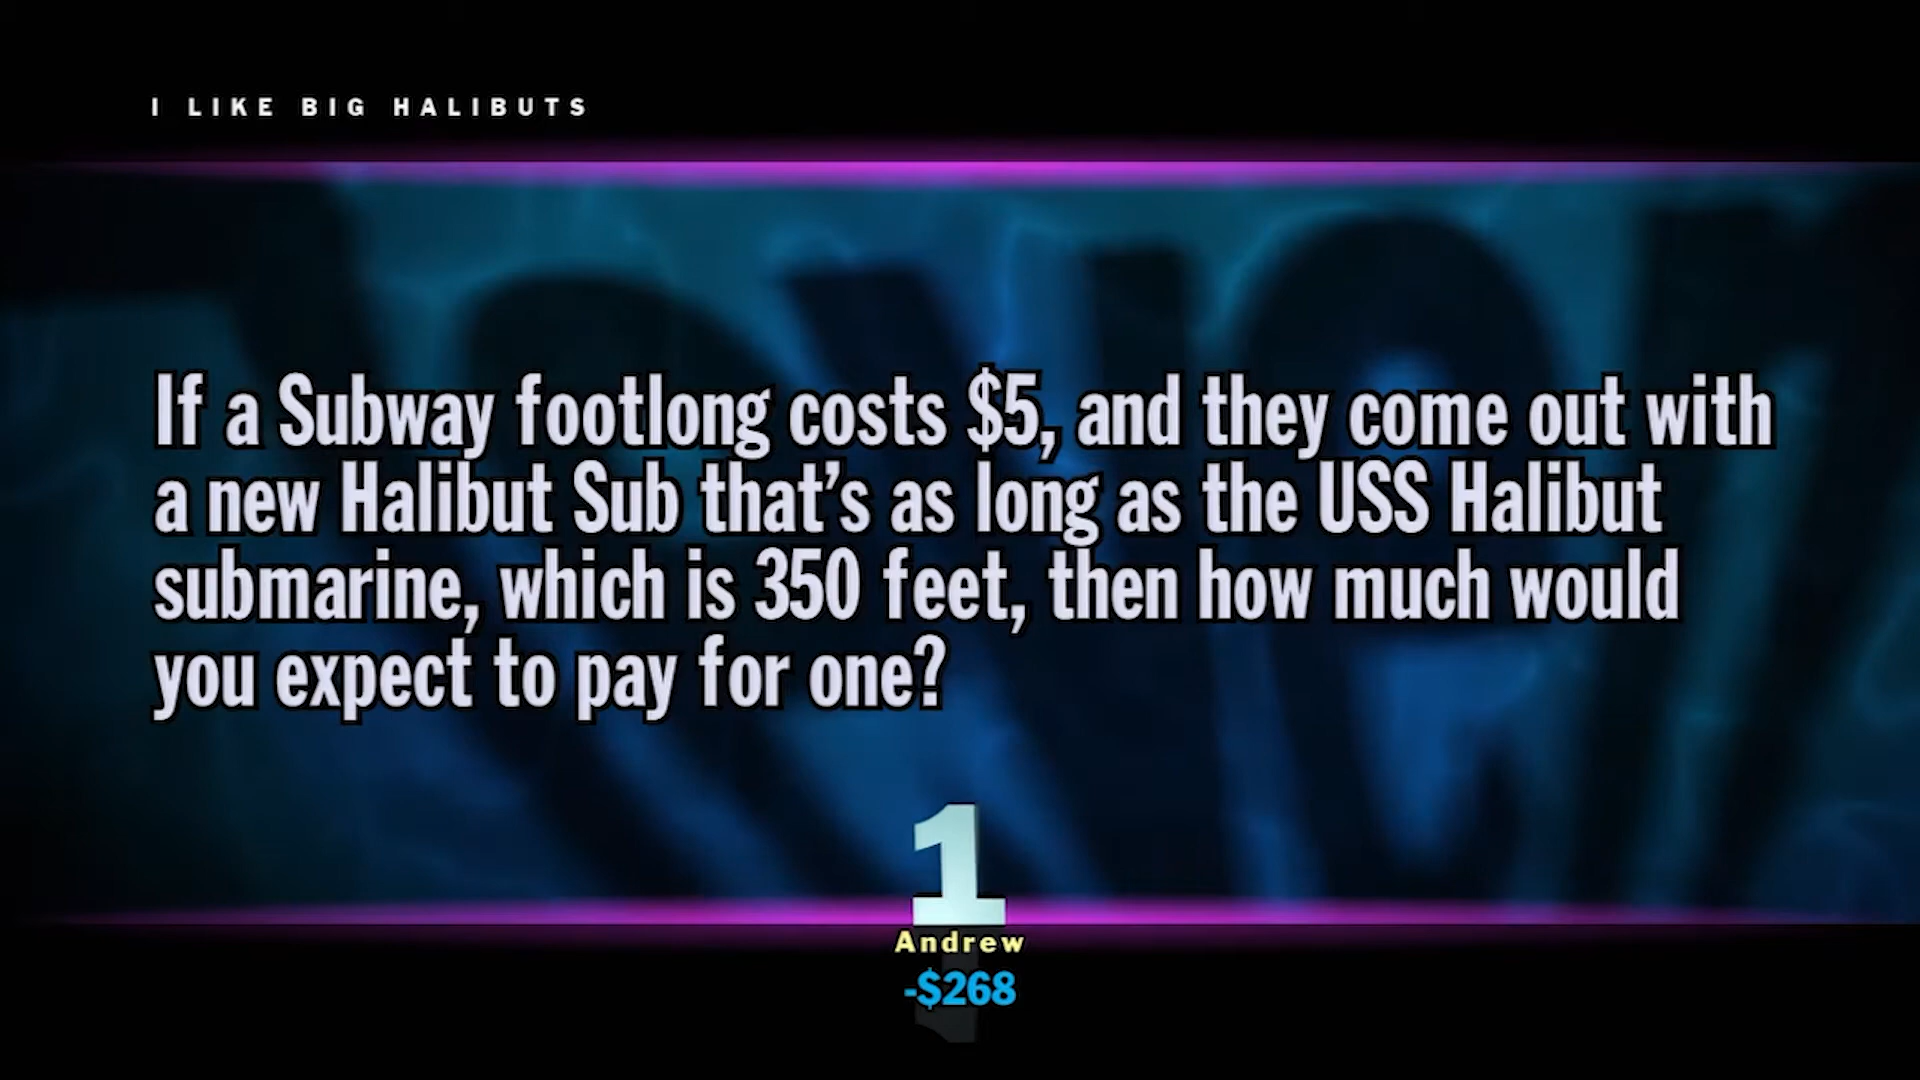 I LIKE BIG HALIBUTS
If a Subway footlong costs $5, and they come out with
a new Halibut Sub that's as long as the USS Halibut
submarine, which is 350 feet, then how much would
you expect to pay for one?
1
Andrew
-$268